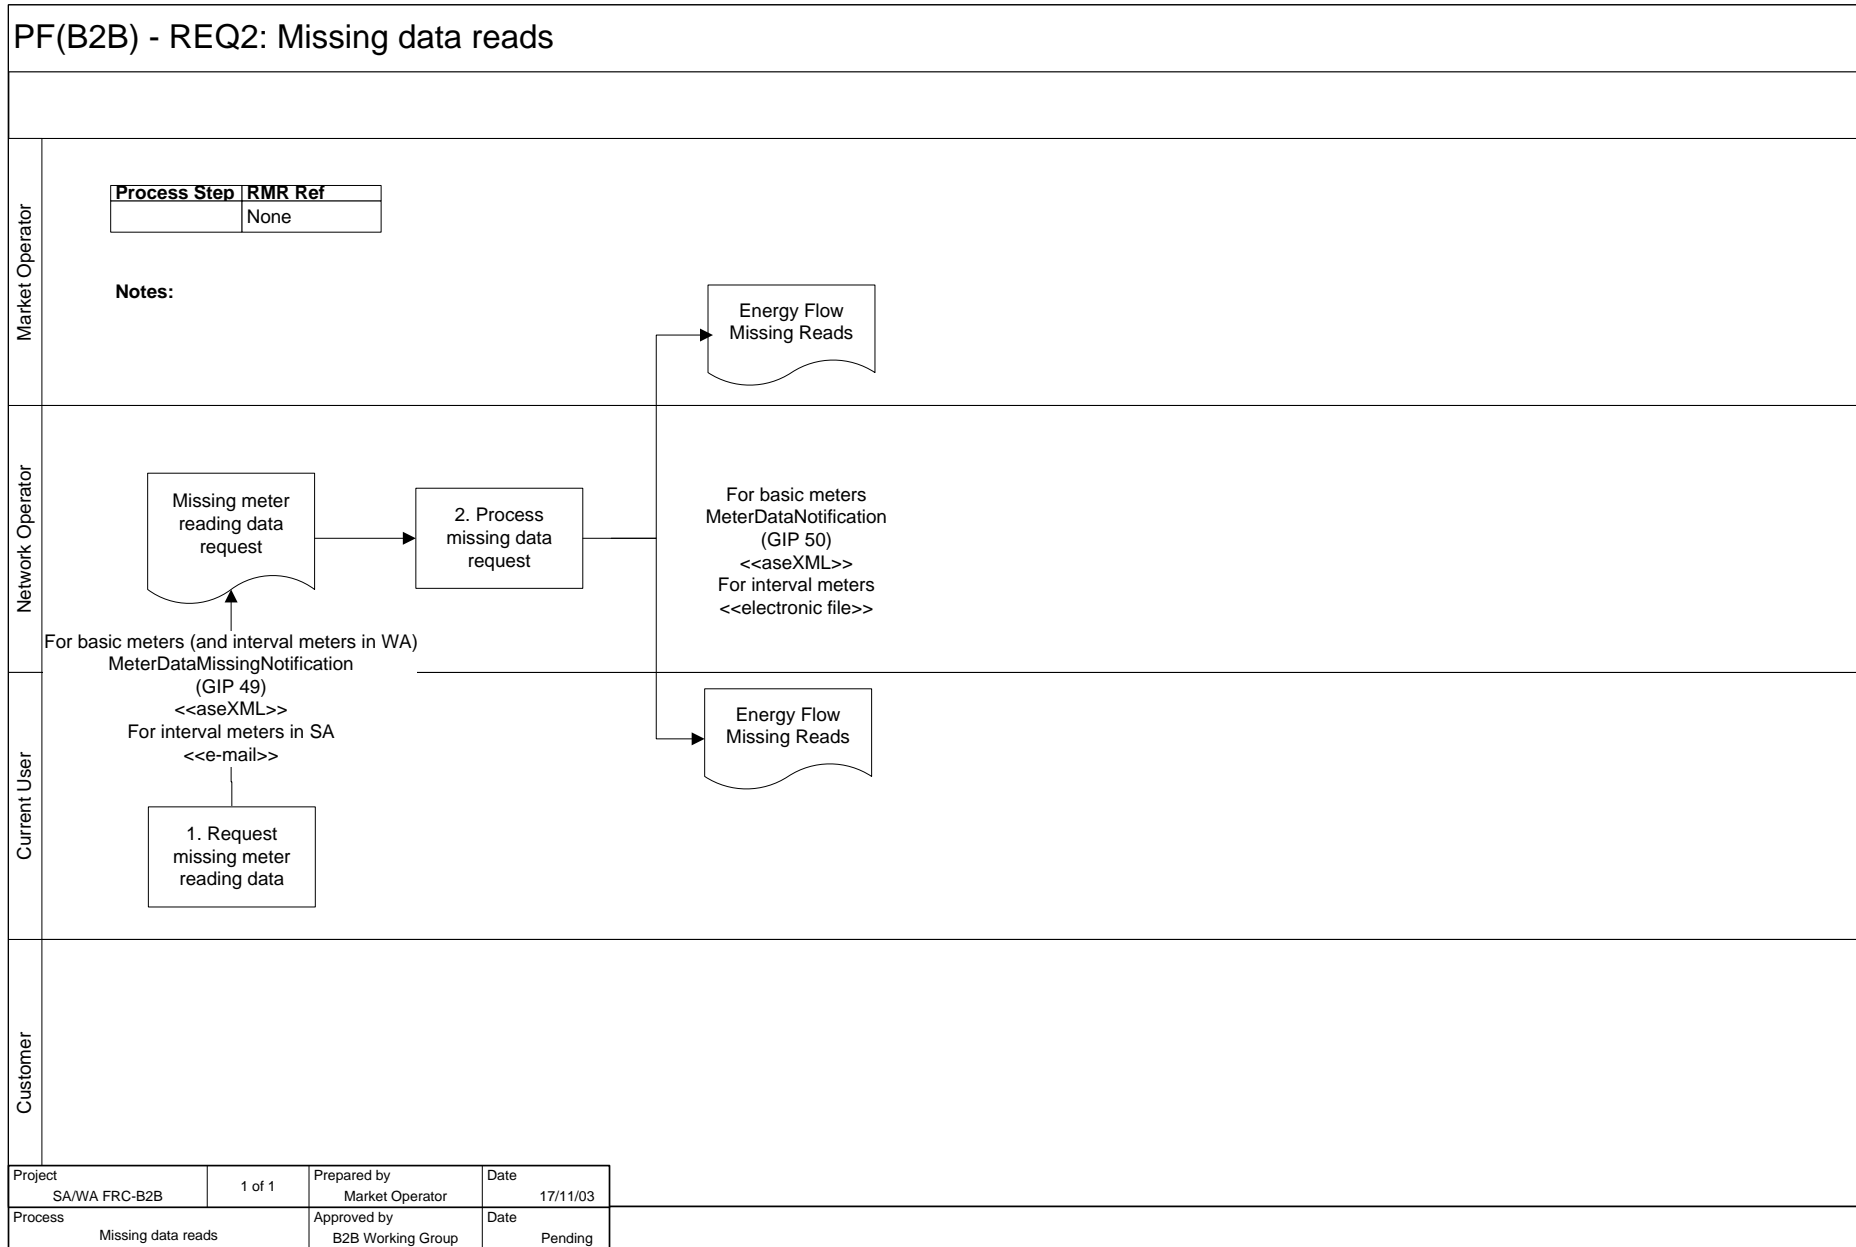 PF(B2B) - REQ2: Missing data reads
Market Operator
Process Step RMR Ref
None
Notes:
Energy Flow
Missing Reads
Network Operator
Missing meter
reading data
request
2. Process
missing data
request
For basic meters
MeterDataNotification
(GIP 50)
<<aseXML>>
For interval meters
<<electronic file>>
For basic meters (and interval meters in WA)
MeterDataMissingNotification
(GIP 49)
<<aseXML>>
For interval meters in SA
<<e-mail>>
Current User
Energy Flow
Missing Reads
1. Request
missing meter
reading data
Customer
Project
SA/WA FRC-B2B
1 of 1
Prepared by
Market Operator
Date
17/11/03
Process
Missing data reads
Approved by
B2B Working Group
Date
Pending